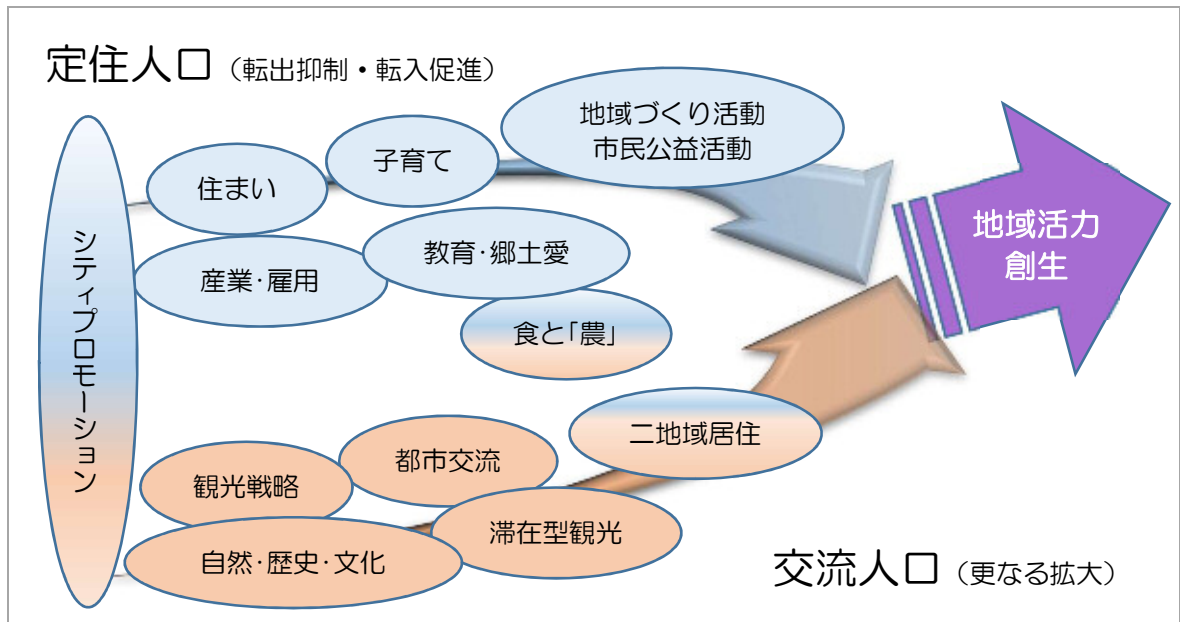 定住人口（転出抑制・転入促進）
地域づくり活動
市民公益活動
子育て
住まい
教育･郷土愛
産業･雇用
食と｢農｣
シティプロモーション
地域活力
創生
二地域居住
都市交流
観光戦略
滞在型観光
自然･歴史･文化
交流人口（更なる拡大）